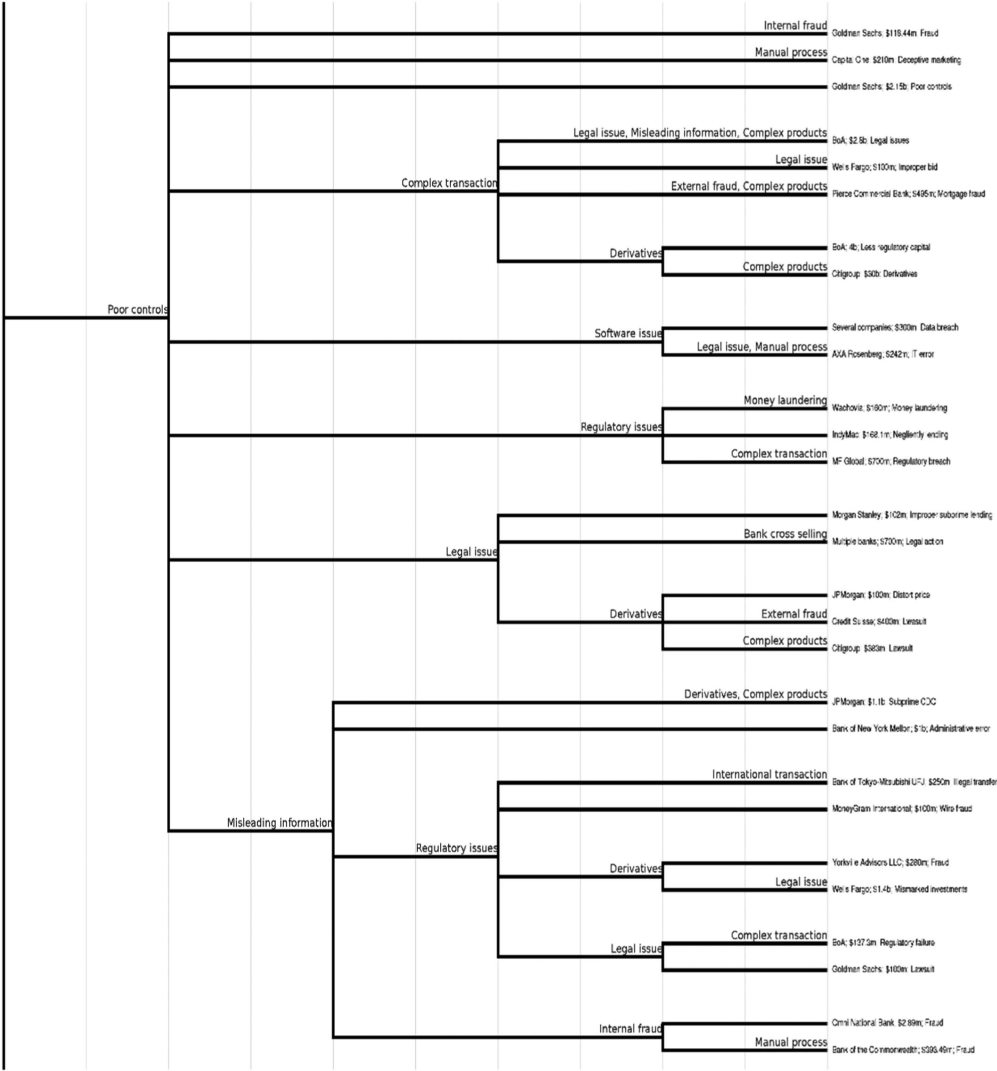 Internal fraud
Goldman Sachs; $118.44m; Fraud
Manual process
Capital One; $210m; Deceptive marketing
Goldman Sachs; $2.15b; Poor controls
Legal issue, Misleading information, Complex products
BoA; $2.8b; Legal issues
Legal issue
Wells Fargo; $100m; Improper bid
Complex transaction
External fraud, Complex products
Pierce Commercial Bank; $495m; Mortgage fraud
Derivatives
BoA; 4b; Less regulatory capital
Complex products
Citigroup; $30b; Derivatives
Poor controls
Software issue
Several companies; $300m; Data breach
Legal issue, Manual process
AXA Rosenberg; $242m; IT error
Money laundering
Wachovia; $160m; Money laundering
Regulatory issues
IndyMac; $168.1m; Negliently lending
Complex transaction
MF Global; $700m; Regulatory breach
Morgan Stanley; $102m; Improper subprime lending
Bank cross selling
Multiple banks; $700m; Legal action
Legal issue
JPMorgan; $100m; Distort price
Derivatives
External fraud
Credit Suisse; $400m; Lawsuit
Complex products
Citigroup; $383m; Lawsuit
Derivatives, Complex products
JPMorgan; $1.1b; Subprime CDO
Bank of New York Mellon; $1b; Administrative error
International transaction
Bank of Tokyo-Mitsubishi UFJ; $250m; Illegal transfer
MoneyGram International; $100m; Wire fraud
Misleading information
Regulatory issues
Derivatives
Yorkville Advisors LLC; $280m; Fraud
Legal issue
Wells Fargo; $1.4b; Mismarked investments
Complex transaction
BoA; $137.3m; Regulatory failure
Legal issue
Goldman Sachs; $100m; Lawsuit
Internal fraud
Omni National Bank; $2.89m; Fraud
Manual process
Bank of the Commonwealth; $393.49m; Fraud